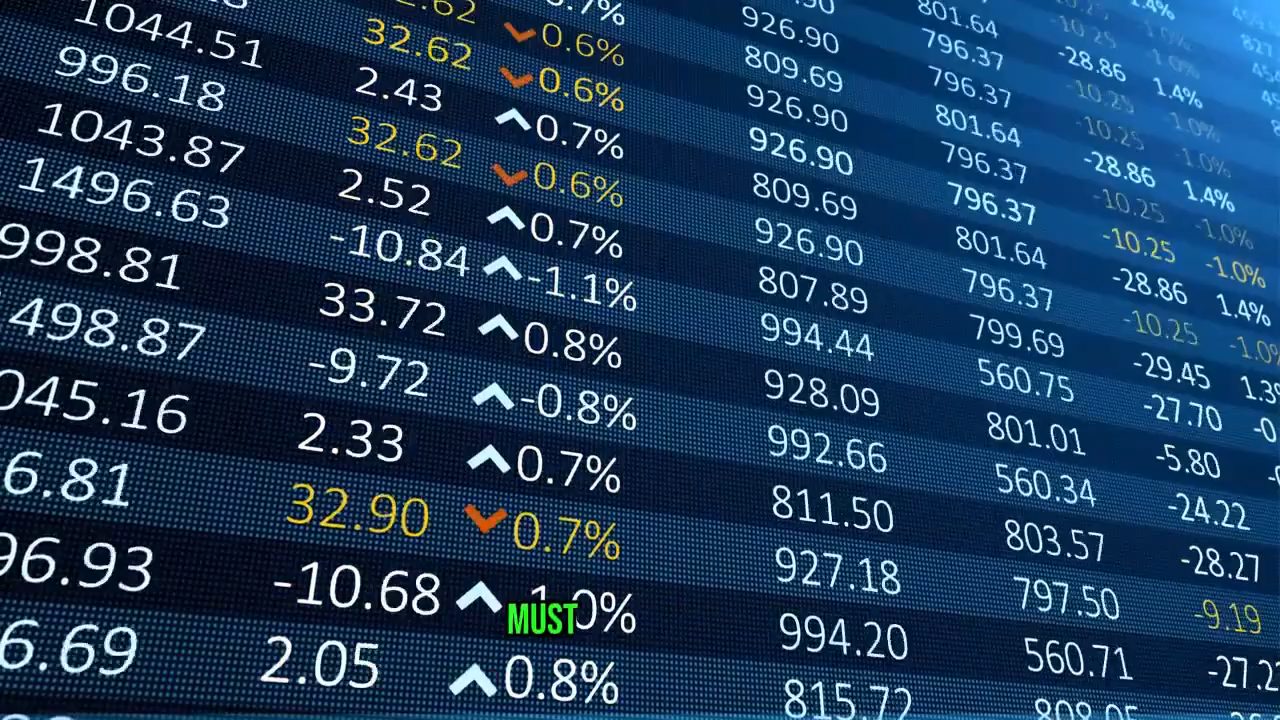 32.62 0.6% 926.90 796.37 -28.86 1.4%
1044.51 32.62 0.6% 809.69 796.37
996.18 2.43 0.7% 926.90 801.64
1043.87 32.62 0.6% 926.90 796.37 -28.86 1.4%
1496.63 2.52 0.7% 809.69 796.37 -10.25 -1.0%
998.81 -10.84 -1.1% 926.90 801.64 -28.86 1.4%
498.87 33.72 0.8% 807.89 796.37 -10.25
045.16 -9.72 -0.8% 994.44 799.69 -29.45
6.81 2.33 0.7% 928.09 560.75 -27.70
96.93 32.90 0.7% 992.66 801.01 -5.80
6.69 -10.68 811.50 560.34 -24.22
2.05 0.8% 927.18 803.57 -28.27
994.20 797.50 -9.19
815.72 560.71
MUST